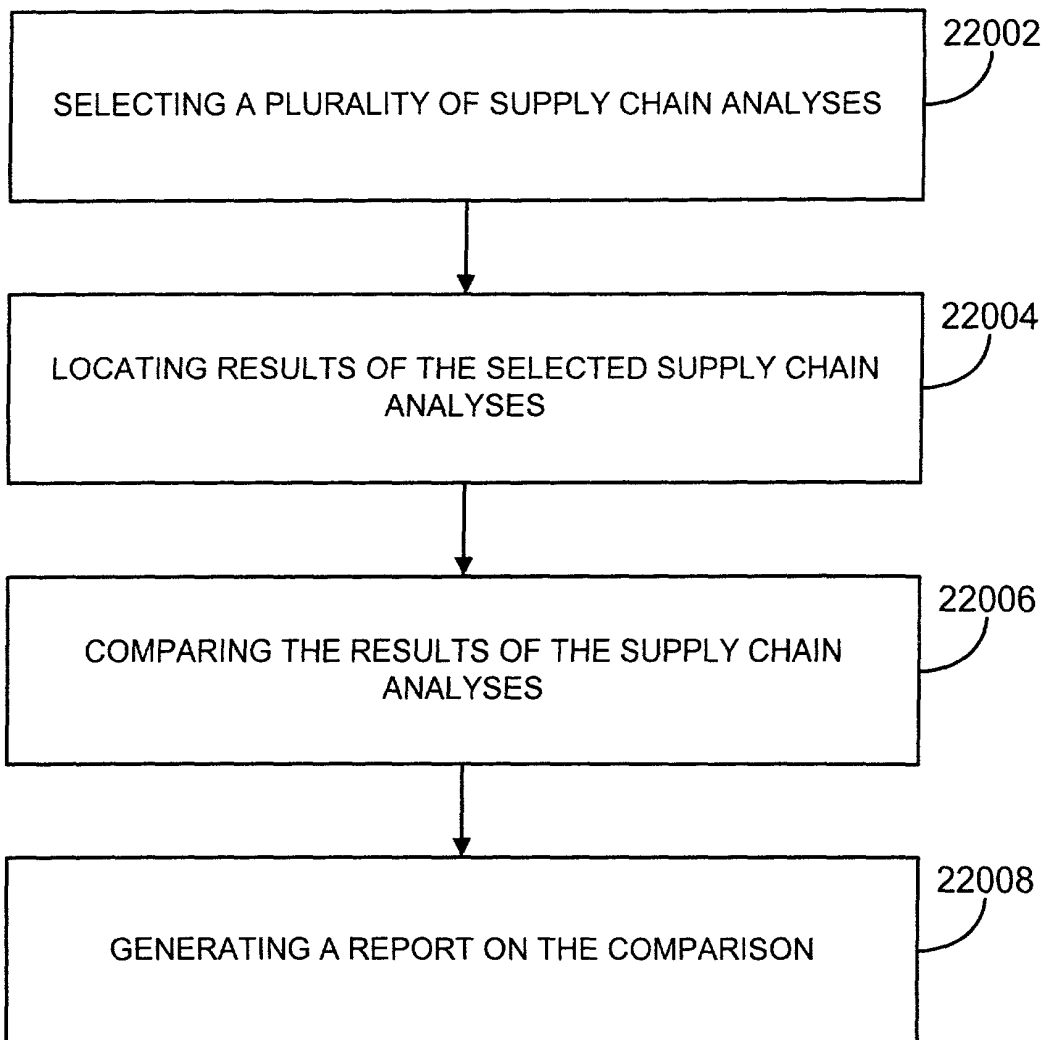 22002
SELECTING A PLURALITY OF SUPPLY CHAIN ANALYSES
22004
LOCATING RESULTS OF THE SELECTED SUPPLY CHAIN
ANALYSES
22006
COMPARING THE RESULTS OF THE SUPPLY CHAIN
ANALYSES
22008
GENERATING A REPORT ON THE COMPARISON